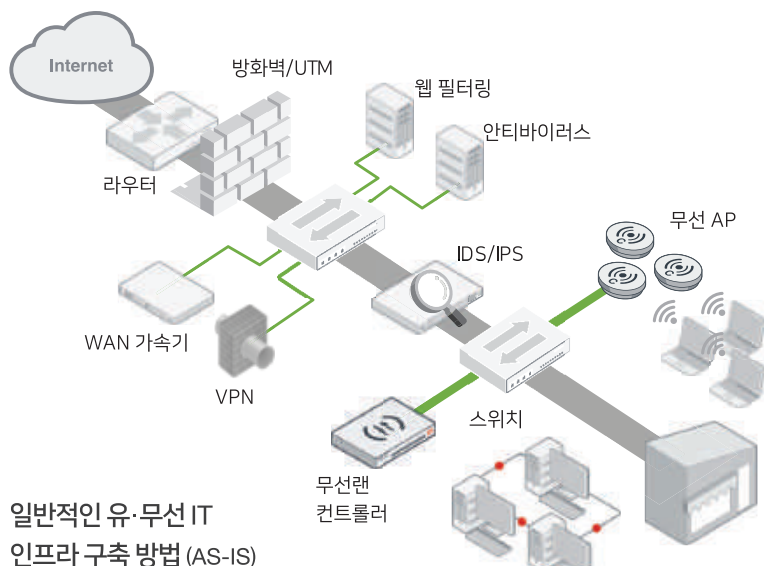 Internet
방화벽/UTM
웹 필터링
안티바이러스
라우터
무선 AP
IDS/IPS
WAN 가속기
VPN
스위치
무선랜
컨트롤러
일반적인 유·무선 IT
인프라 구축 방법 (AS-IS)